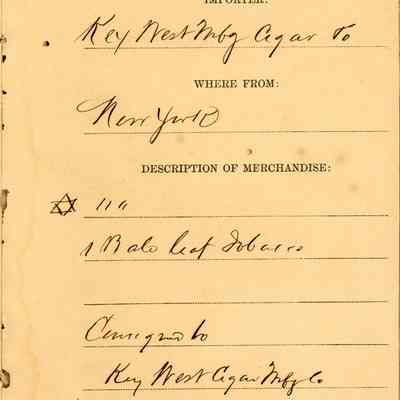 IMPORTER:
Key West Mfg Cigar Co
WHERE FROM:
New York
DESCRIPTION OF MERCHANDISE:
1 Bale leaf Tobacco
Consigned to
Key West Cigar Mfg Co